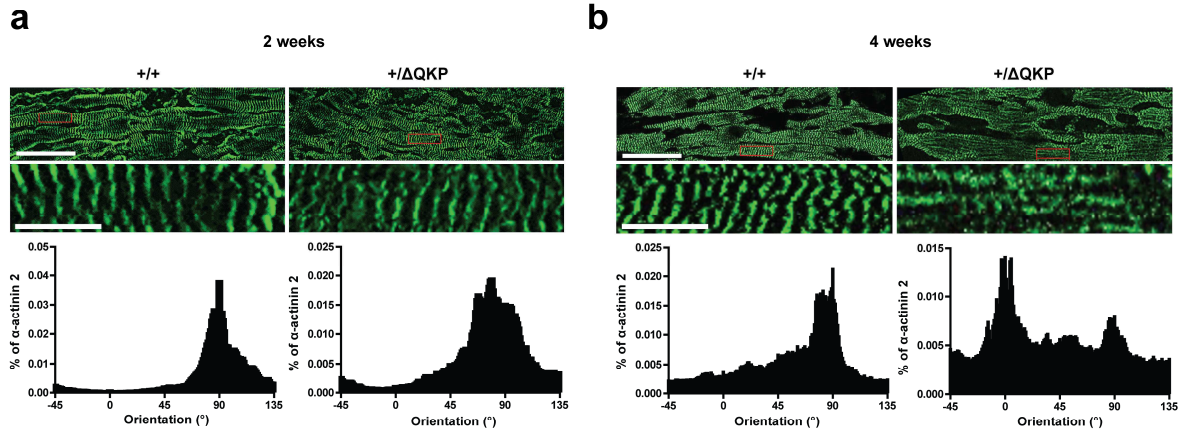 a
2 weeks
+/+
+/ΔQKP
% of α-actinin 2
0.05
0.04
0.03
0.02
0.01
0.00
-45 0 45 90 135
Orientation (°)
% of α-actinin 2
0.025
0.020
0.015
0.010
0.005
0.000
-45 0 45 90 135
Orientation (°)
b
4 weeks
+/+
+/ΔQKP
% of α-actinin 2
0.025
0.020
0.015
0.010
0.005
0.000
-45 0 45 90 135
Orientation (°)
% of α-actinin 2
0.015
0.010
0.005
0.000
-45 0 45 90 135
Orientation (°)